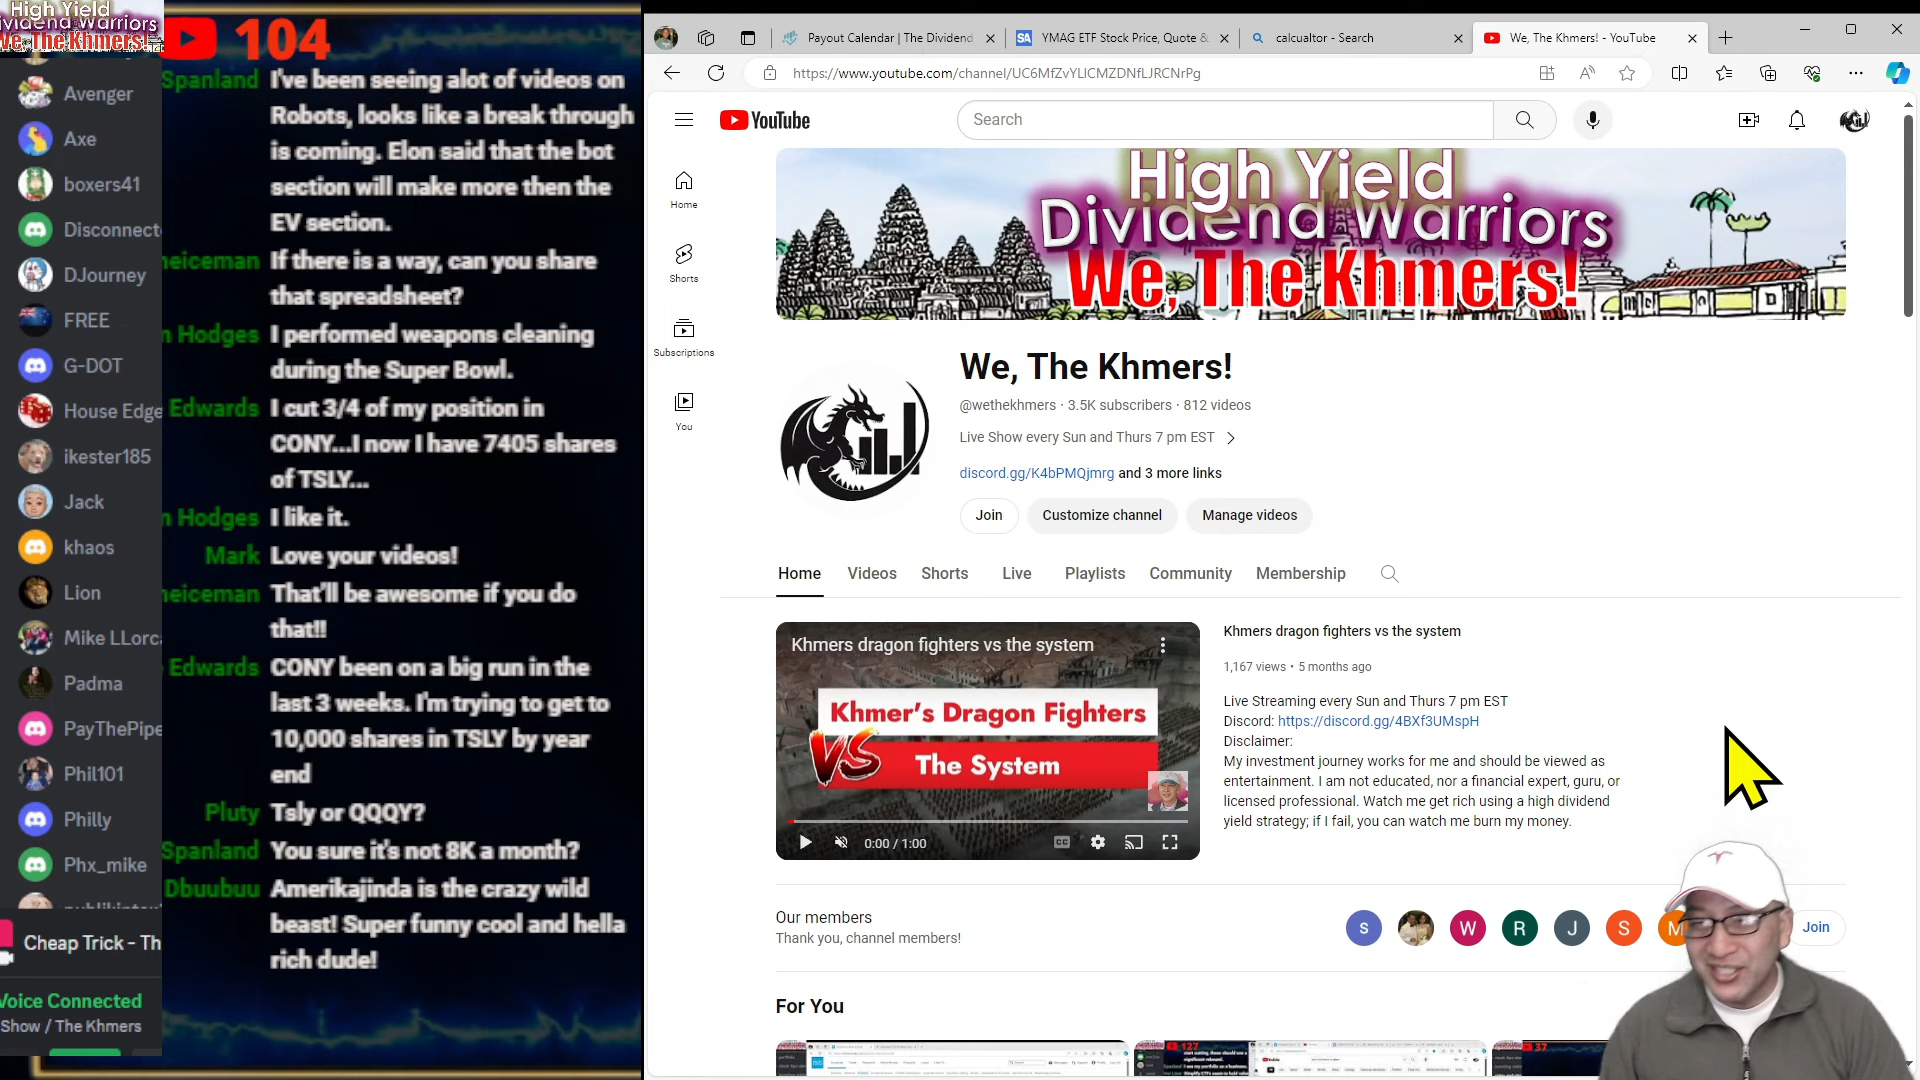 High Yield
Dividend Warriors
We, The Khmers!
104
Avenger
Axe
boxers41
Disconnect
DJourney
FREE
G-DOT
House Edge
ikester185
Jack
khaos
Lion
Mike LLorc
Padma
PayThePipe
Phil101
Philly
Phx_mike
Cheap Trick - Th
Voice Connected
Show / The Khmers
Spanland I've been seeing alot of videos on
Robots, looks like a break through
is coming. Elon said that the bot
section will make more then the
EV section.
neiceman If there is a way, can you share
that spreadsheet?
n Hodges I performed weapons cleaning
during the Super Bowl.
Edwards I cut 3/4 of my position in
CONY...I now I have 7405 shares
of TSLY...
n Hodges I like it.
Mark Love your videos!
neiceman That'll be awesome if you do
that!!
Edwards CONY been on a big run in the
last 3 weeks. I'm trying to get to
10,000 shares in TSLY by year
end
Pluty Tsly or QQQY?
Spanland You sure it's not 8K a month?
Dbuubuu Amerikajinda is the crazy wild
beast! Super funny cool and hella
rich dude!
Payout Calendar | The Dividend
SA YMAG ETF Stock Price, Quote &
calcualtor - Search
We, The Khmers! - YouTube
https://www.youtube.com/channel/UC6MfZvYLlCMZDNfLJRCNrPg
YouTube
Search
Home
Shorts
Subscriptions
You
High Yield
Dividend Warriors
We, The Khmers!
We, The Khmers!
@wethekhmers · 3.5K subscribers · 812 videos
Live Show every Sun and Thurs 7 pm EST
discord.gg/K4bPMQjmrg and 3 more links
Join Customize channel Manage videos
Home Videos Shorts Live Playlists Community Membership
Khmers dragon fighters vs the system
Khmer's Dragon Fighters
VS The System
0:00 / 1:00
CC
Khmers dragon fighters vs the system
1,167 views • 5 months ago
Live Streaming every Sun and Thurs 7 pm EST
Discord: https://discord.gg/4BXf3UMspH
Disclaimer:
My investment journey works for me and should be viewed as
entertainment. I am not educated, nor a financial expert, guru, or
licensed professional. Watch me get rich using a high dividend
yield strategy; if I fail, you can watch me burn my money.
Our members
Thank you, channel members!
S W R J S M
Join
For You
127
37